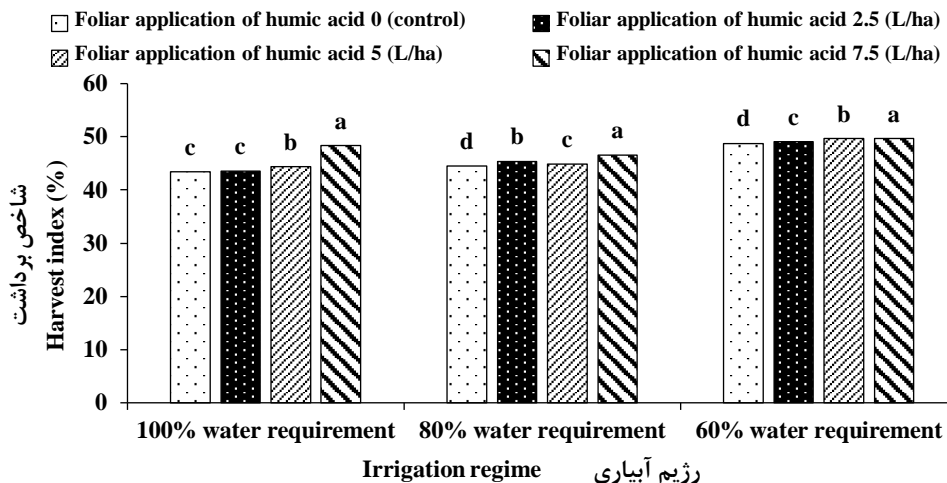 Foliar application of humic acid 0 (control) Foliar application of humic acid 2.5 (L/ha)
Foliar application of humic acid 5 (L/ha) Foliar application of humic acid 7.5 (L/ha)
شاخص برداشت
Harvest index (%)
60
50
40
30
20
10
0
c c b a
d b c a
d c b a
100% water requirement 80% water requirement 60% water requirement
Irrigation regime رژیم آبیاری